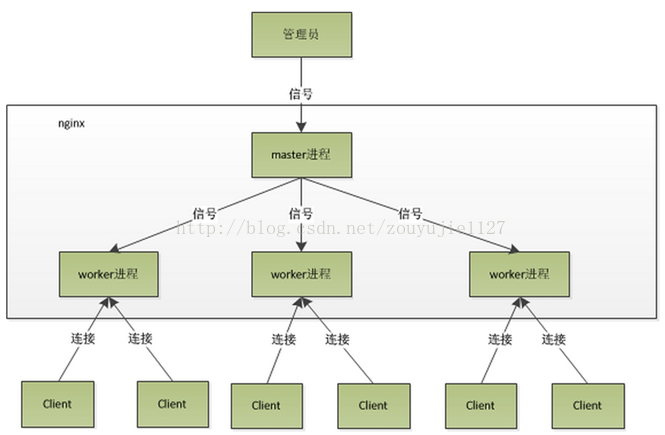 管理员
信号
nginx
master进程
信号 信号 信号
http://blog.csdn.net/zouyujie1127
worker进程 worker进程 worker进程
连接 连接 连接 连接 连接 连接
Client Client Client Client Client Client